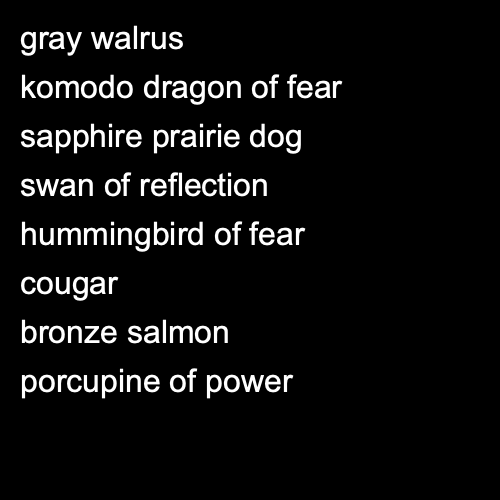 gray walrus
komodo dragon of fear
sapphire prairie dog
swan of reflection
hummingbird of fear
cougar
bronze salmon
porcupine of power